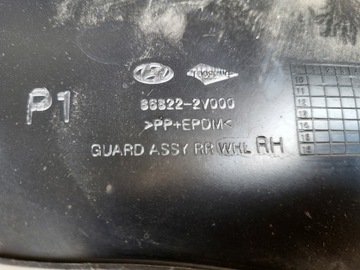 P1
86822-2V000
>PP+EPDM<
GUARD ASSY RR WHL RH